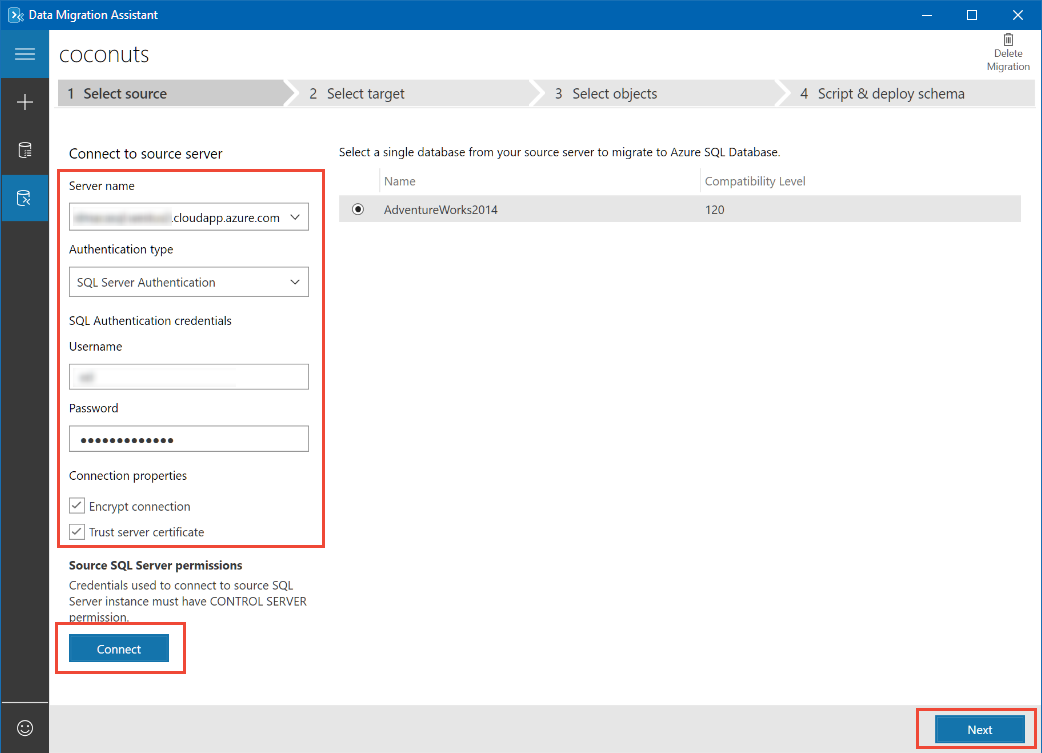 Data Migration Assistant
coconuts
Delete
Migration
1 Select source
2 Select target
3 Select objects
4 Script & deploy schema
Connect to source server
Server name
.cloudapp.azure.com
Authentication type
SQL Server Authentication
SQL Authentication credentials
Username
Password
●●●●●●●●●●●●●
Connection properties
Encrypt connection
Trust server certificate
Source SQL Server permissions
Credentials used to connect to source SQL
Server instance must have CONTROL SERVER
permission.
Connect
Select a single database from your source server to migrate to Azure SQL Database.
Name Compatibility Level
AdventureWorks2014 120
Next